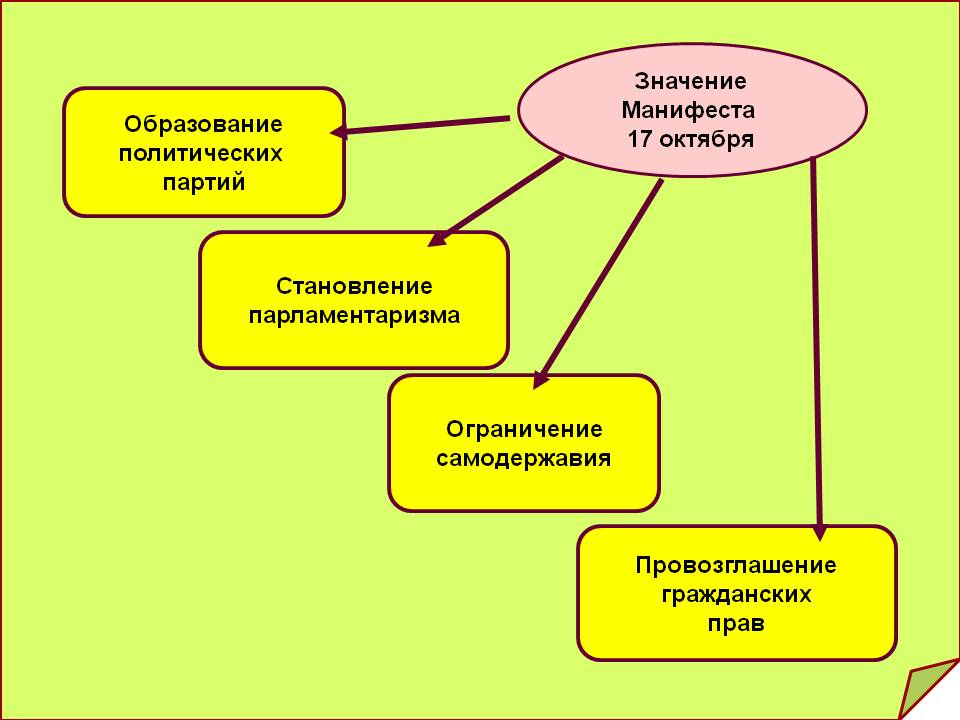 Значение
Манифеста
17 октября
Образование
политических
партий
Становление
парламентаризма
Ограничение
самодержавия
Провозглашение
гражданских
прав